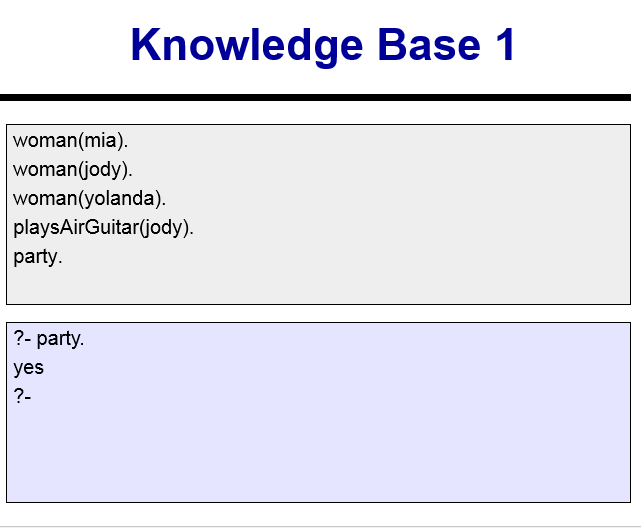 Knowledge Base 1
woman(mia).
woman(jody).
woman(yolanda).
playsAirGuitar(jody).
party.
?- party.
yes
?-